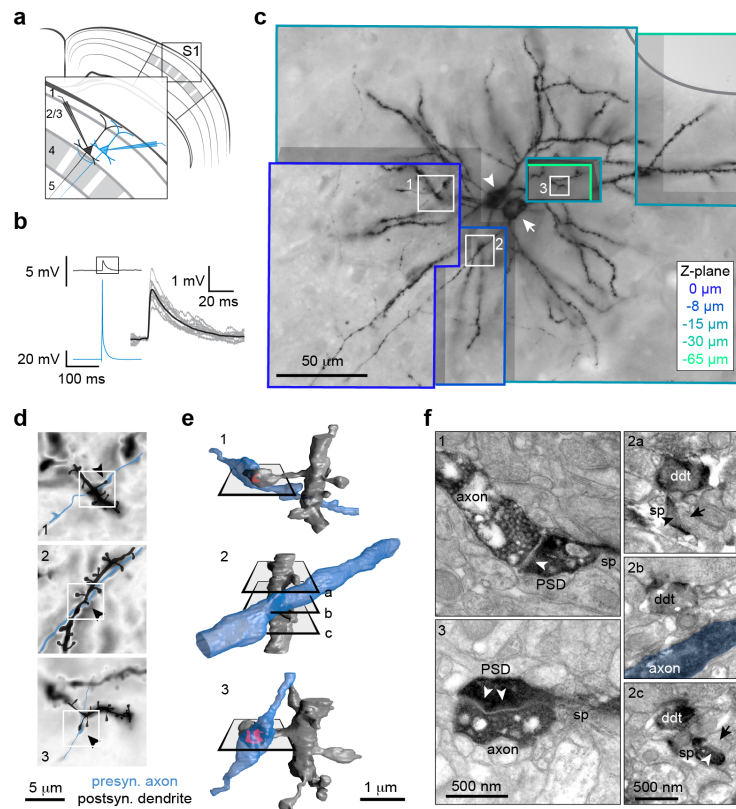 a
S1
1
2/3
4
5
b
5 mV
1 mV
20 ms
20 mV
100 ms
c
1
2
3
50 µm
Z-plane
0 µm
-8 µm
-15 µm
-30 µm
-65 µm
d
1
2
3
5 µm
presyn. axon
postsyn. dendrite
e
1
2
a
b
c
3
1 µm
f
1
axon
PSD
sp
3
PSD
sp
axon
500 nm
2a
ddt
sp
2b
ddt
axon
2c
ddt
sp
500 nm